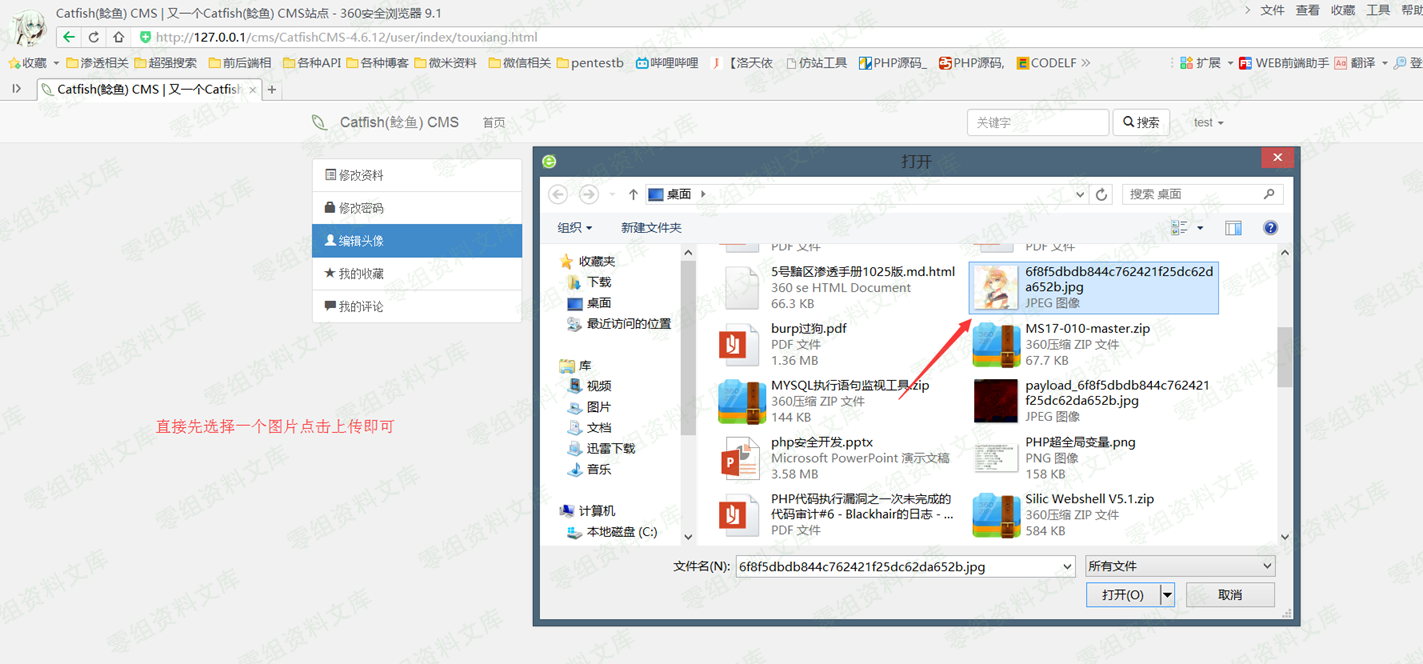 Catfish(鲶鱼) CMS | 又一个Catfish(鲶鱼) CMS站点 - 360安全浏览器 9.1
文件 查看 收藏 工具 帮助
http://127.0.0.1/cms/CatfishCMS-4.6.12/user/index/touxiang.html
收藏 渗透相关 超强搜索 前后端相 各种API 各种博客 微米资料 微信相关 pentestb 哔哩哔哩 【洛天依 仿站工具 PHP源码_ PHP源码, CODELF » 扩展 WEB前端助手 翻译 登
Catfish(鲶鱼) CMS | 又一个Catfish
Catfish(鲶鱼) CMS 首页 关键字 搜索 test
打开
修改资料
修改密码
编辑头像
我的收藏
我的评论
桌面 搜索 桌面
组织 新建文件夹
收藏夹
下载
桌面
最近访问的位置
库
视频
图片
文档
迅雷下载
音乐
计算机
本地磁盘 (C:)
PDF 文件
PDF 文件
5号黯区渗透手册1025版.md.html
360 se HTML Document
66.3 KB
6f8f5dbdb844c762421f25dc62d
a652b.jpg
JPEG 图像
burp过狗.pdf
PDF 文件
1.36 MB
MS17-010-master.zip
360压缩 ZIP 文件
67.7 KB
MYSQL执行语句监视工具.zip
360压缩 ZIP 文件
144 KB
payload_6f8f5dbdb844c762421
f25dc62da652b.jpg
JPEG 图像
php安全开发.pptx
Microsoft PowerPoint 演示文稿
3.58 MB
PHP超全局变量.png
PNG 图像
158 KB
PHP代码执行漏洞之一次未完成的
代码审计#6 - Blackhair的日志 - ...
PDF 文件
Silic Webshell V5.1.zip
360压缩 ZIP 文件
584 KB
直接先选择一个图片点击上传即可
文件名(N): 6f8f5dbdb844c762421f25dc62da652b.jpg 所有文件
打开(O) 取消
零组资料文库